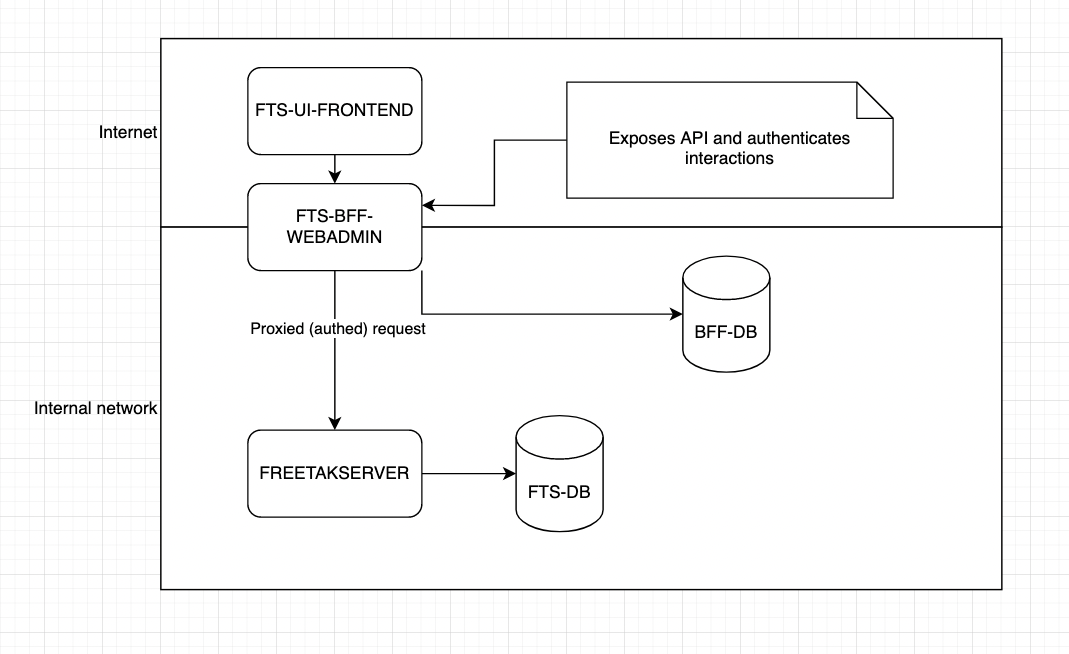 FTS-UI-FRONTEND
Internet
Exposes API and authenticates
interactions
FTS-BFF-
WEBADMIN
Proxied (authed) request
BFF-DB
Internal network
FREETAKSERVER
FTS-DB